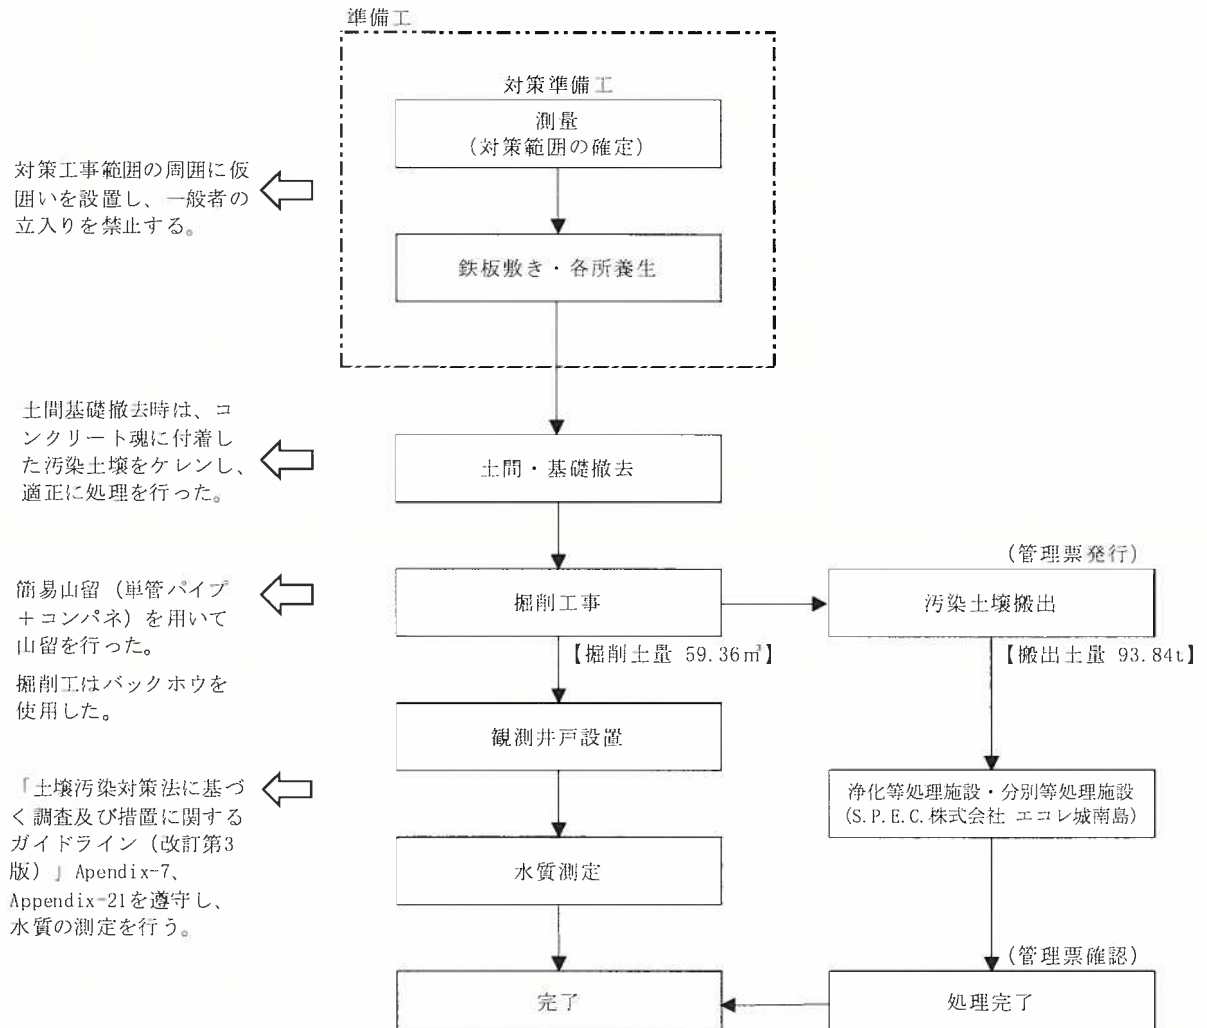 準備工
対策準備工
測量
(対策範囲の確定)
対策工事範囲の周囲に仮
囲いを設置し、一般者の
立入りを禁止する。
鉄板敷き・各所養生
土間基礎撤去時は、コ
ンクリート魂に付着し
た汚染土壌をケレンし、
適正に処理を行った。
土間・基礎撤去
簡易山留(単管パイプ
+コンパネ)を用いて
山留を行った。
掘削工はバックホウを
使用した。
掘削工事
【掘削土量 59.36㎥】
(管理票発行)
汚染土壌搬出
【搬出土量 93.84t】
観測井戸設置
「土壌汚染対策法に基づ
く調査及び措置に関する
ガイドライン(改訂第3
版)」Apendix-7、
Appendix-21を遵守し、
水質の測定を行う。
浄化等処理施設・分別等処理施設
(S.P.E.C.株式会社 エコレ城南島)
水質測定
(管理票確認)
完了
処理完了